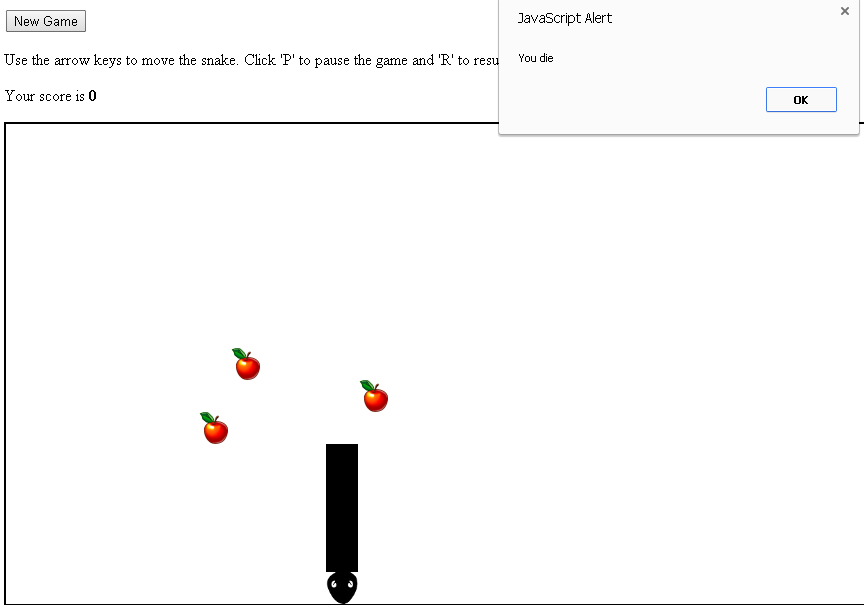 New Game
JavaScript Alert
Use the arrow keys to move the snake. Click 'P' to pause the game and 'R' to resu
You die
Your score is 0
OK